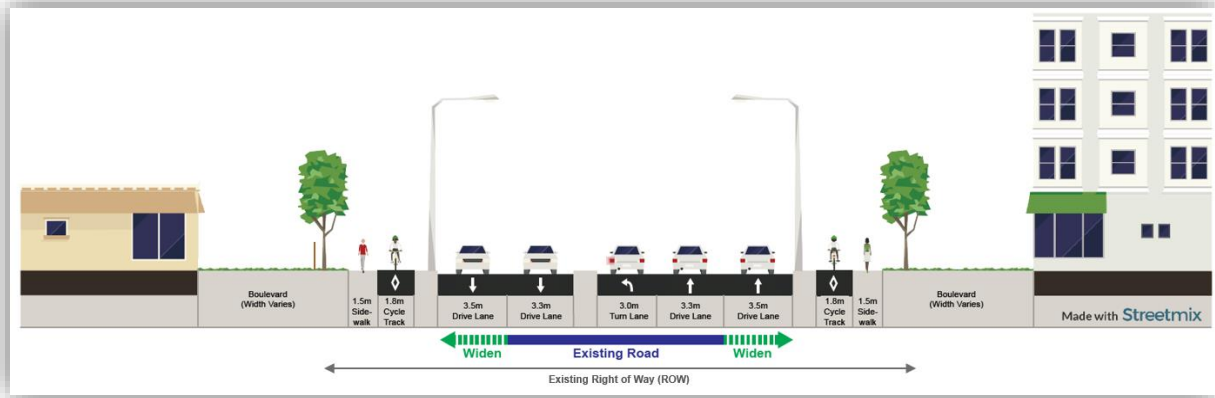 Boulevard
(Width Varies)
1.5m
Side-
walk
1.8m
Cycle
Track
3.5m
Drive Lane
3.3m
Drive Lane
3.0m
Turn Lane
3.3m
Drive Lane
3.5m
Drive Lane
1.8m
Cycle
Track
1.5m
Side-
walk
Boulevard
(Width Varies)
Made with Streetmix
Widen
Existing Road
Widen
Existing Right of Way (ROW)